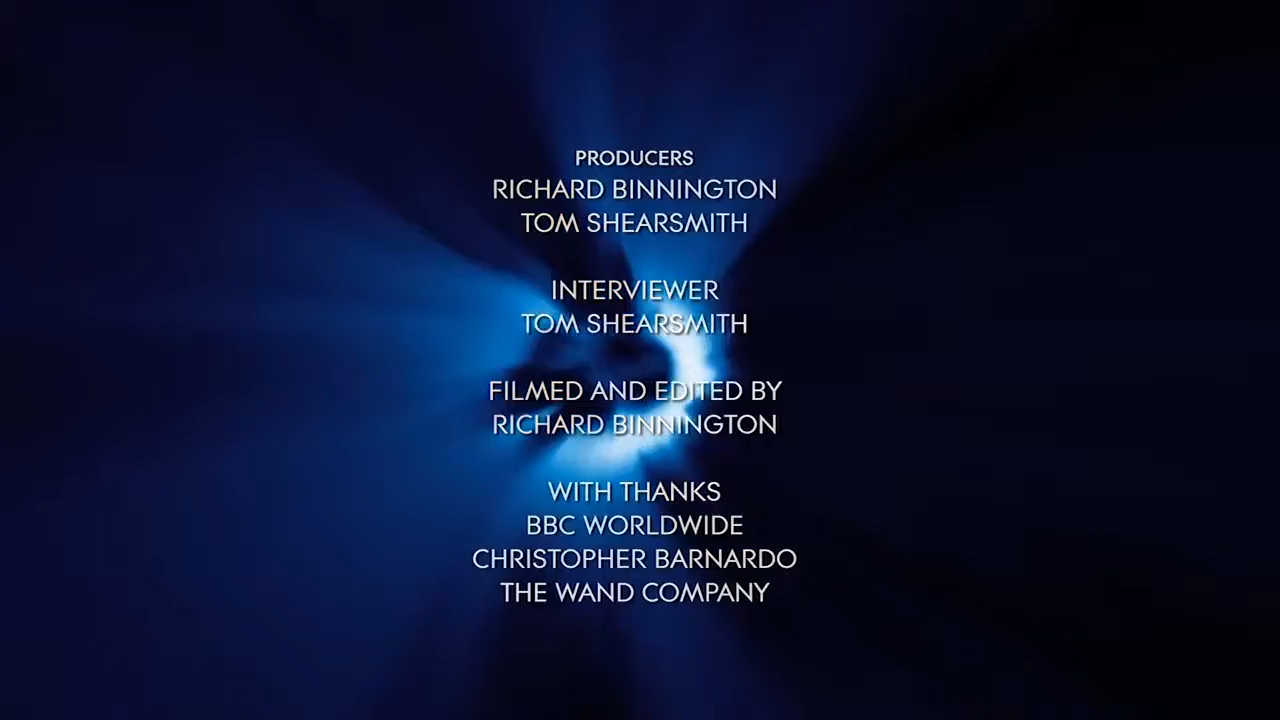 PRODUCERS
RICHARD BINNINGTON
TOM SHEARSMITH
INTERVIEWER
TOM SHEARSMITH
FILMED AND EDITED BY
RICHARD BINNINGTON
WITH THANKS
BBC WORLDWIDE
CHRISTOPHER BARNARDO
THE WAND COMPANY